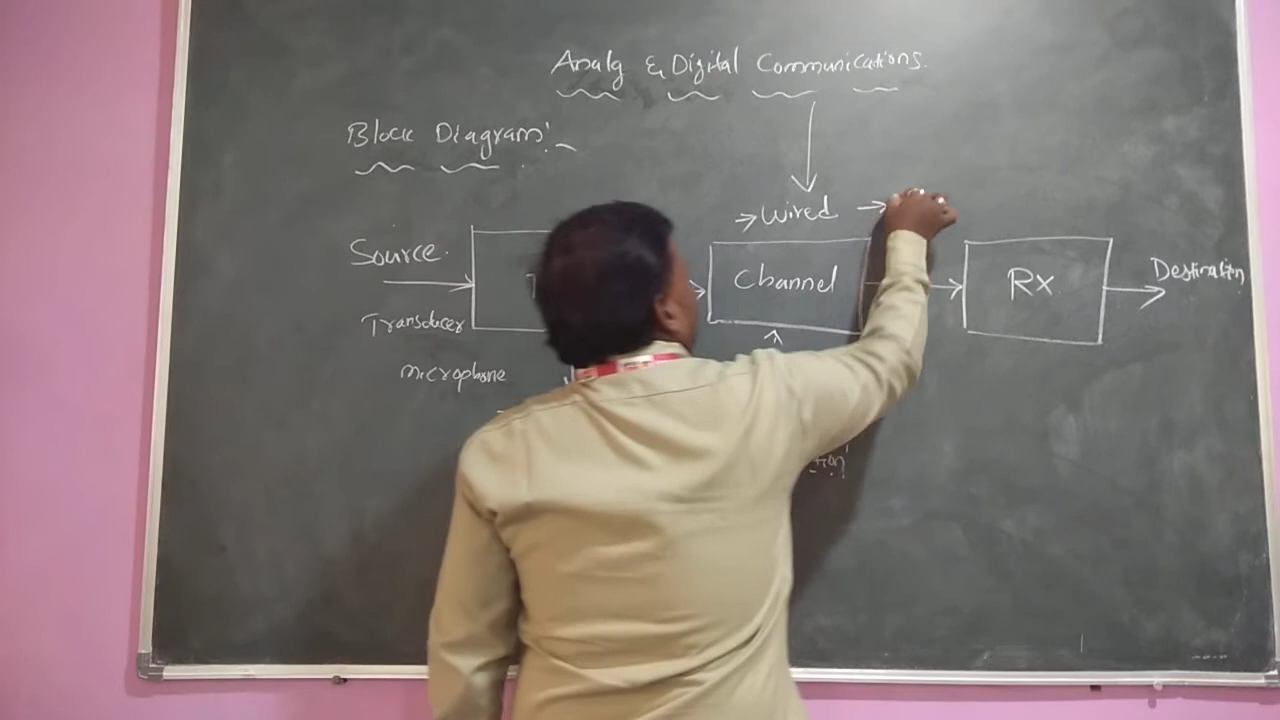 Analg & Digital Communications.
Block Diagram:-
→ Wired →
Source.
Channel
Rx
Destination
Transducer
microphone